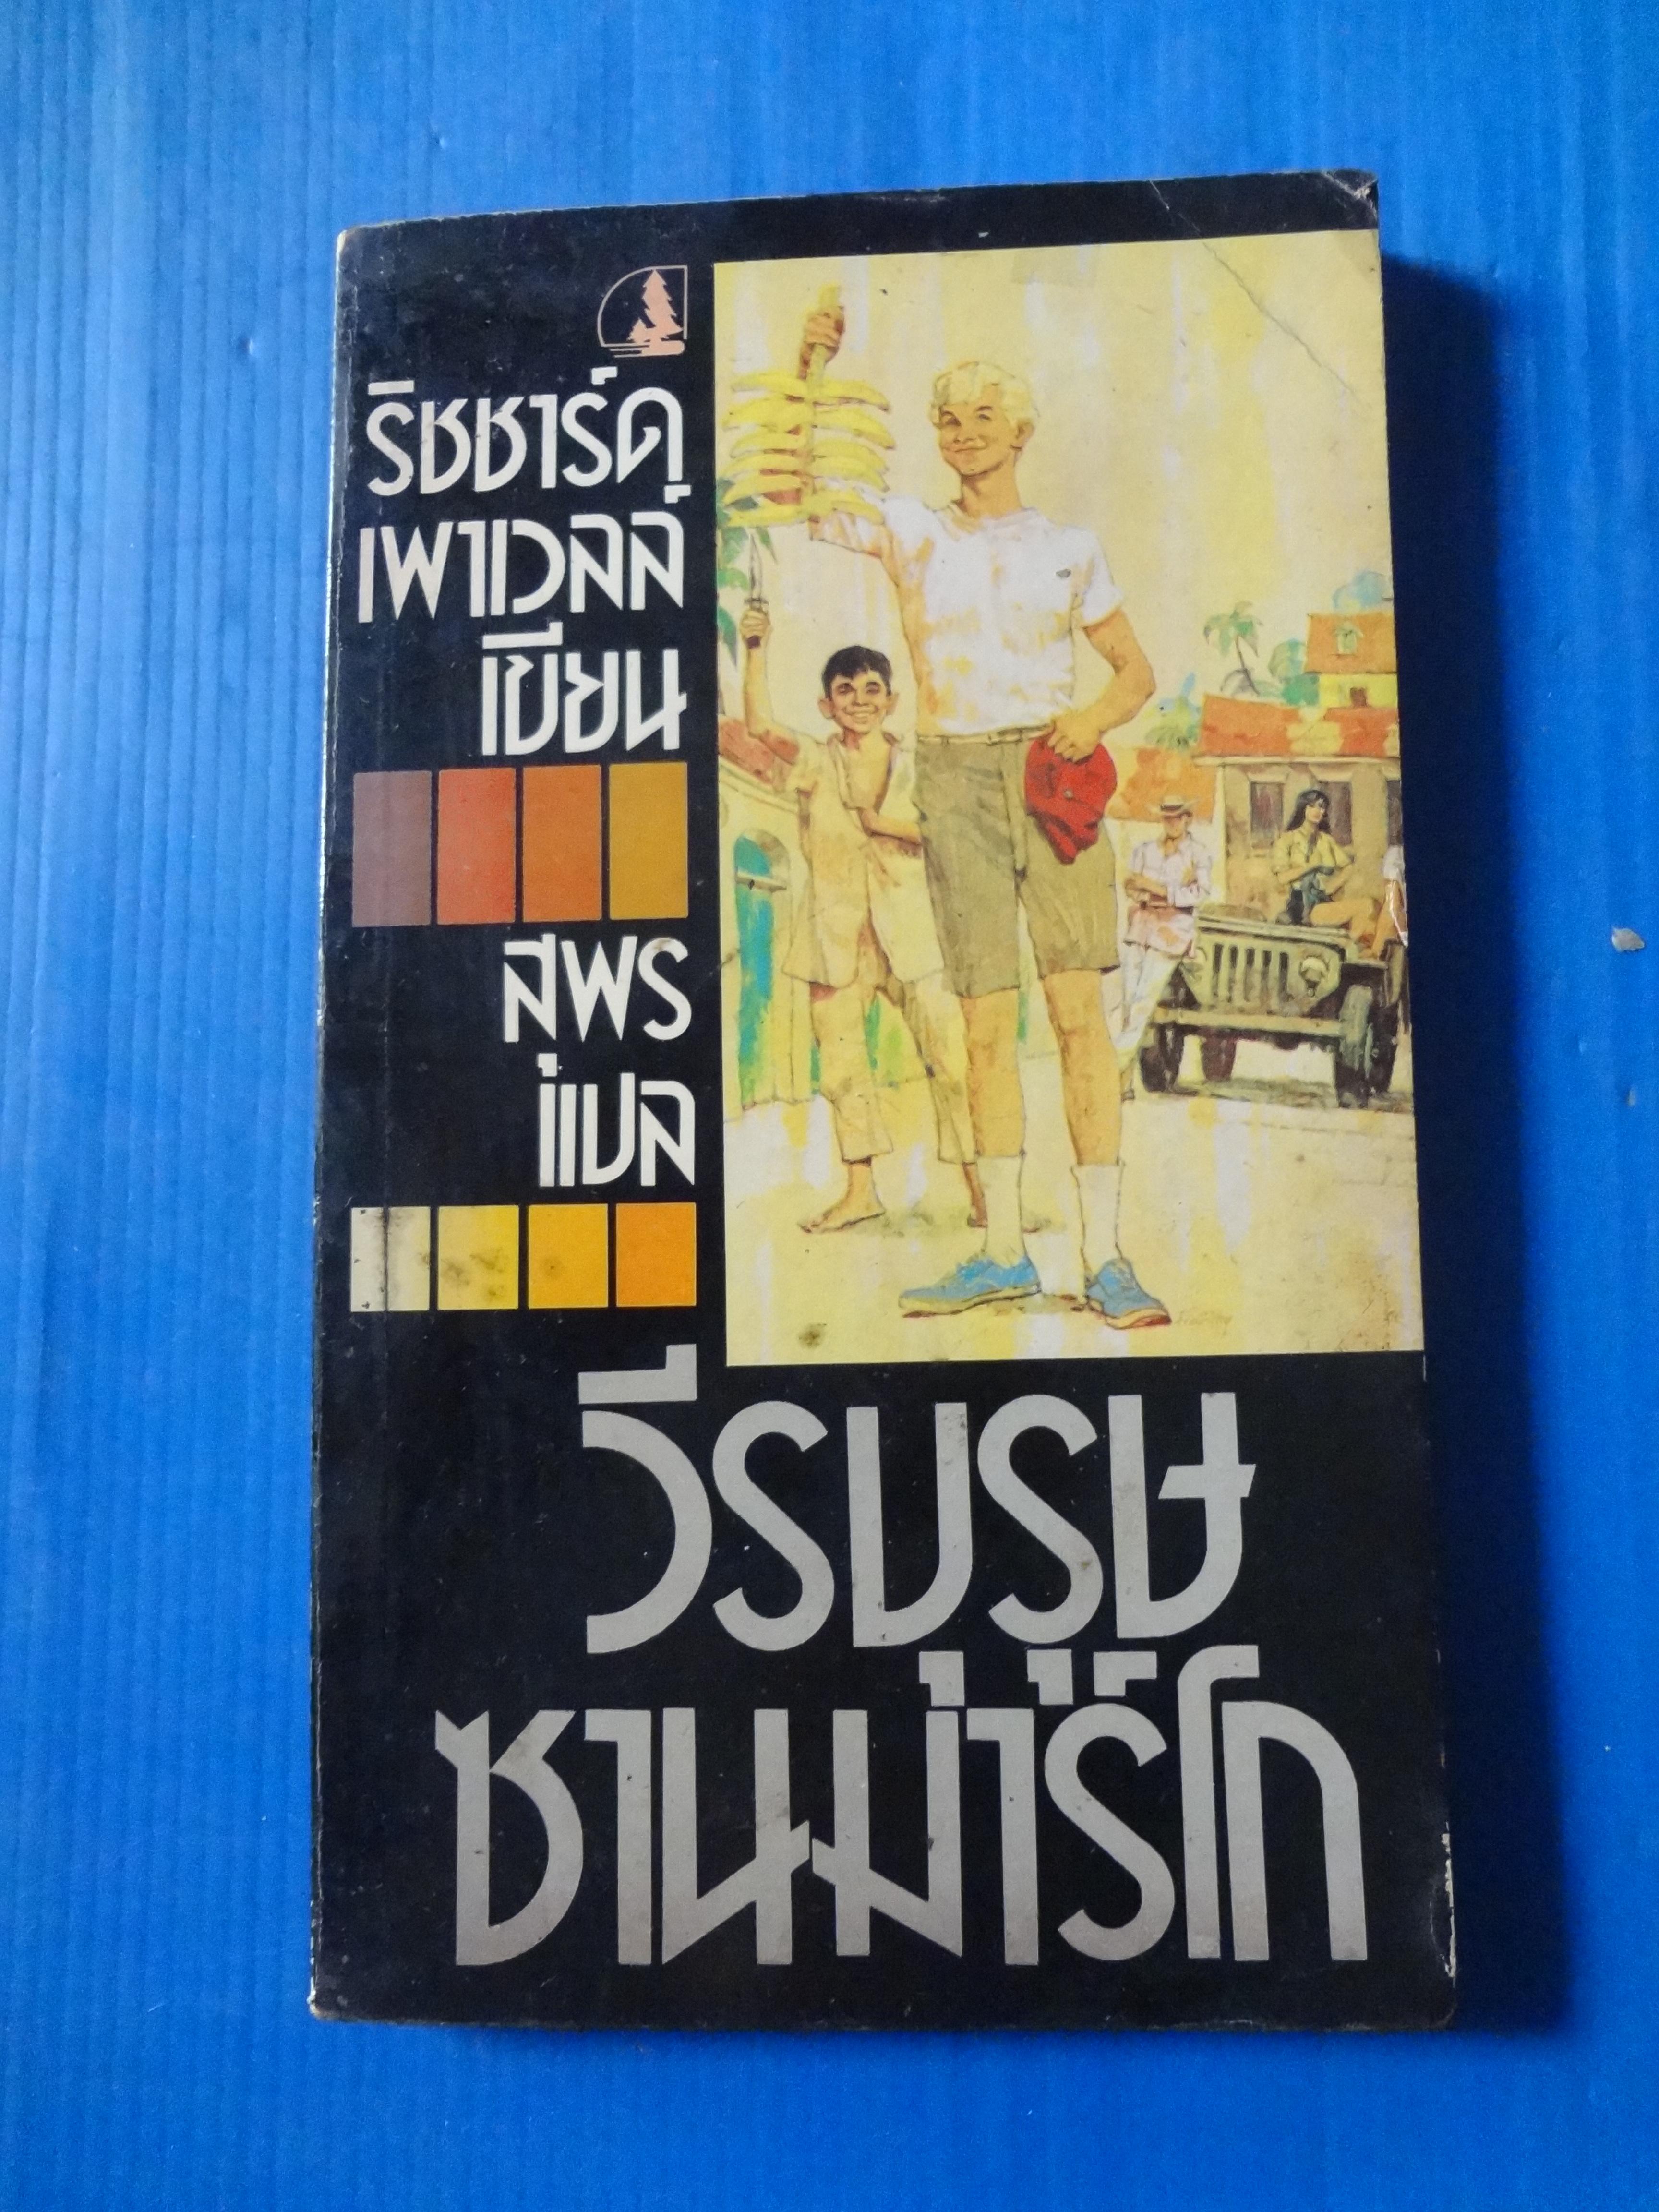 ริชชาร์ด
เพาเวลล์
เขียน
สุพร
แปล
วีรบุรุษ
ซานมาร์โก